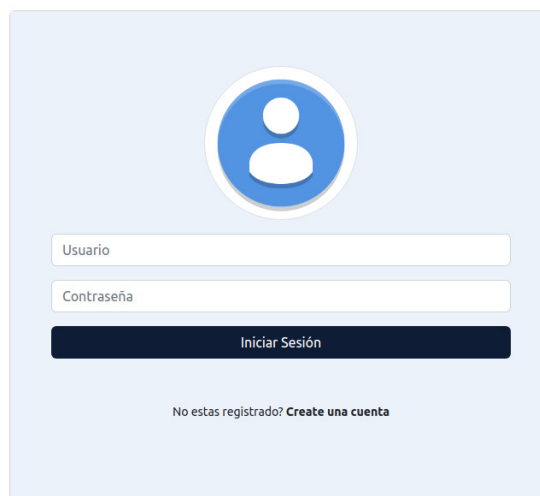 Usuario
Contraseña
Iniciar Sesión
No estas registrado? Create una cuenta